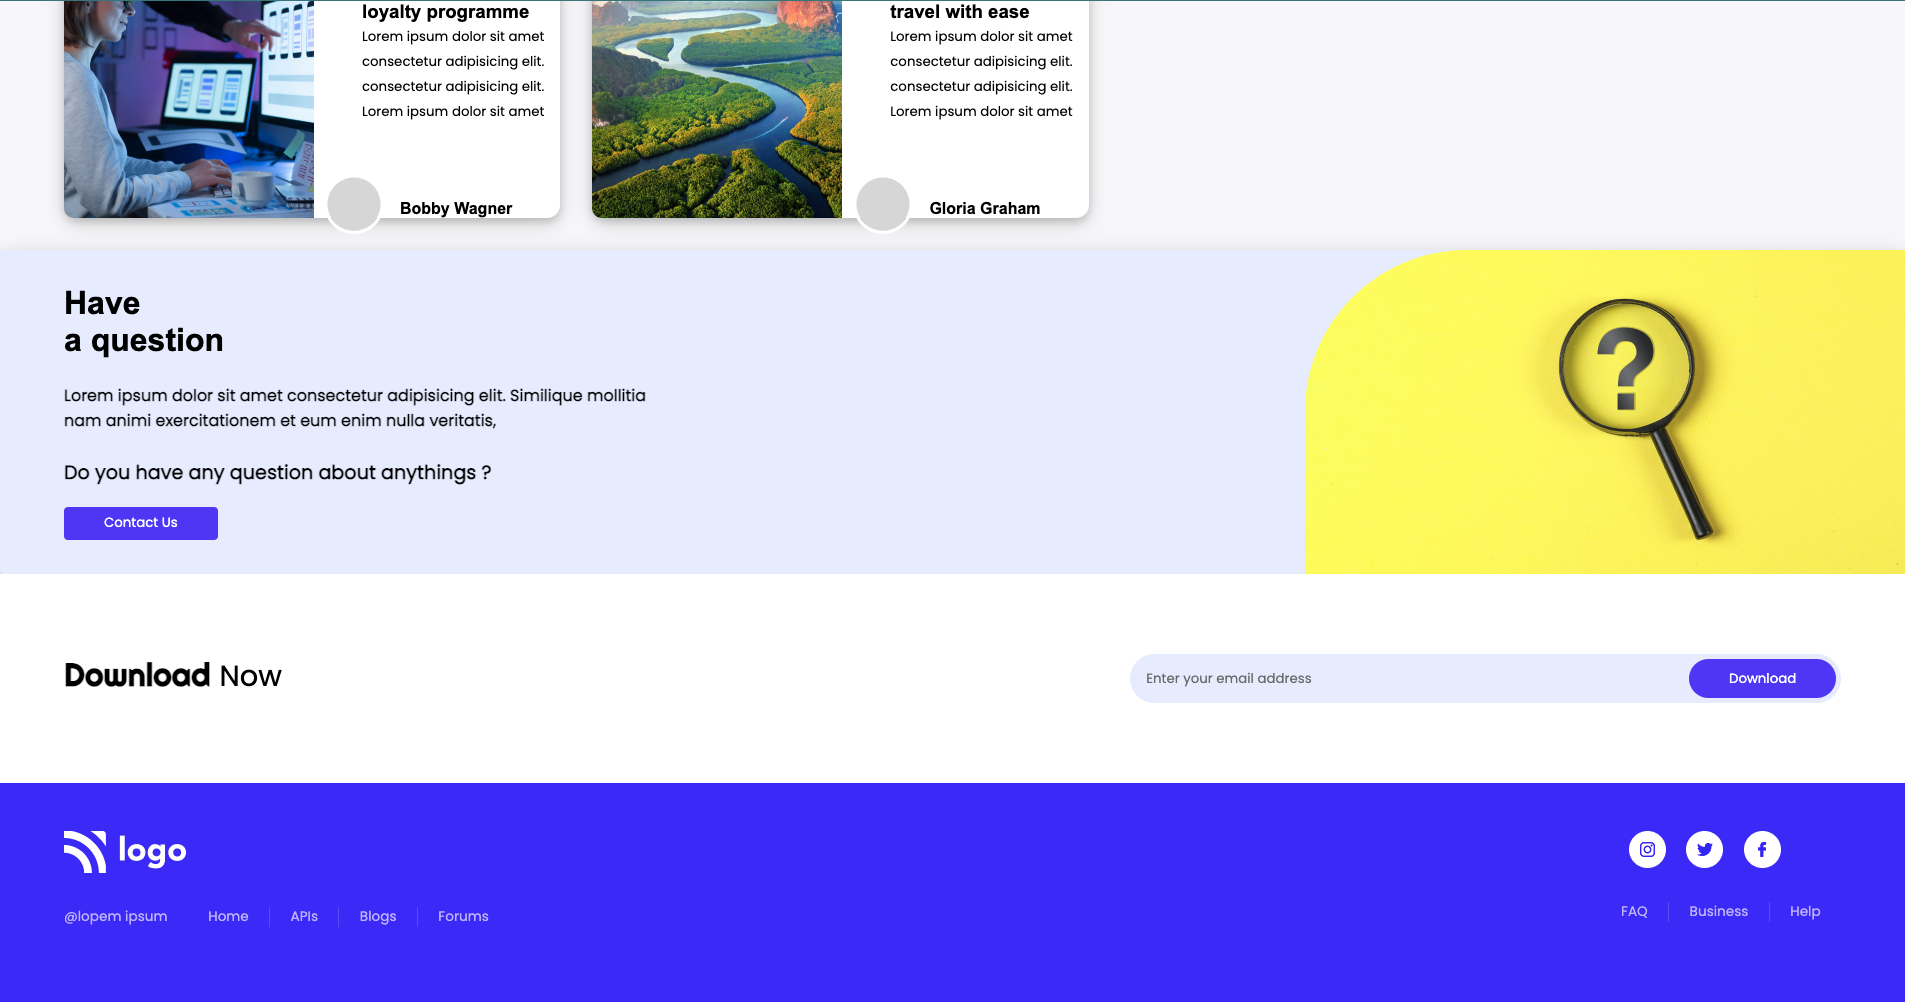 loyalty programme
Lorem ipsum dolor sit amet
consectetur adipisicing elit.
consectetur adipisicing elit.
Lorem ipsum dolor sit amet
Bobby Wagner
travel with ease
Lorem ipsum dolor sit amet
consectetur adipisicing elit.
consectetur adipisicing elit.
Lorem ipsum dolor sit amet
Gloria Graham
Have
a question
Lorem ipsum dolor sit amet consectetur adipisicing elit. Similique mollitia
nam animi exercitationem et eum enim nulla veritatis,
Do you have any question about anythings ?
Contact Us
?
Download Now
Enter your email address
Download
logo
@lopem ipsum
Home
APIs
Blogs
Forums
FAQ
Business
Help